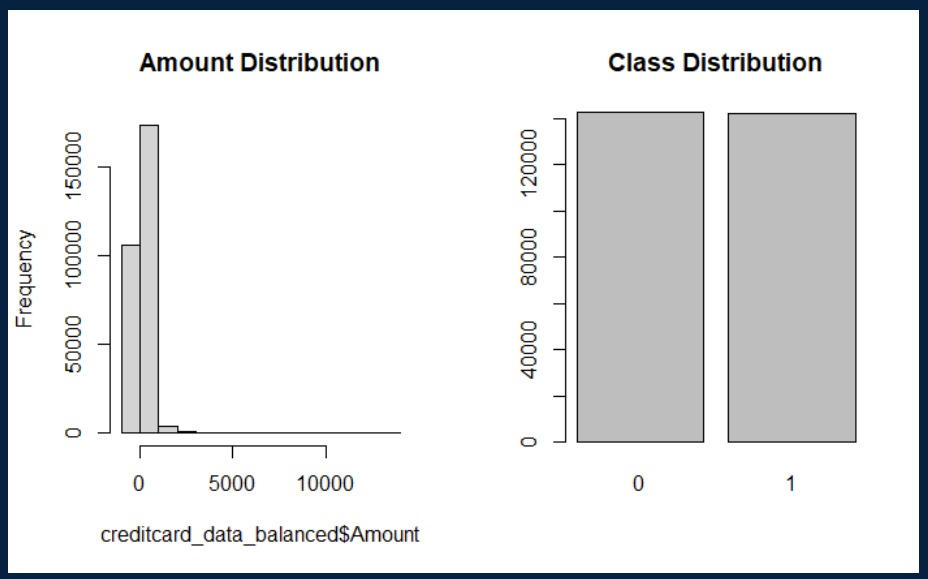 Amount Distribution
Frequency
0
50000
100000
150000
0 5000 10000
creditcard_data_balanced$Amount
Class Distribution
0
40000
80000
120000
0 1